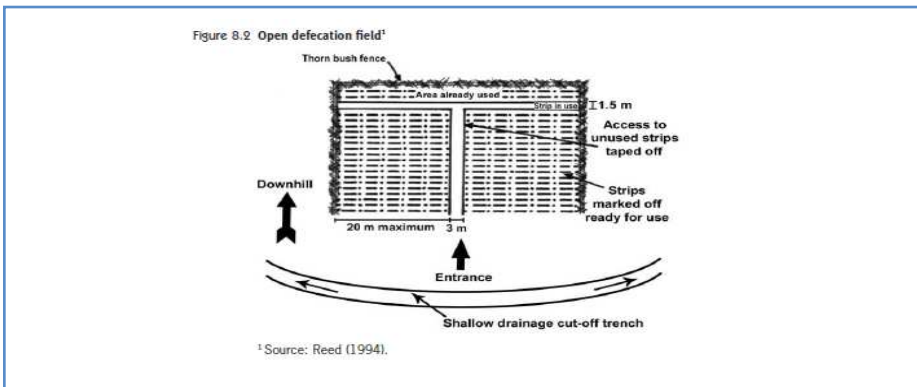 Figure 8.2 Open defecation field¹
Thorn bush fence
Area already used
Strip in use
1.5 m
Access to
unused strips
taped off
Downhill
Strips
marked off
ready for use
20 m maximum
3 m
Entrance
Shallow drainage cut-off trench
¹ Source: Reed (1994).